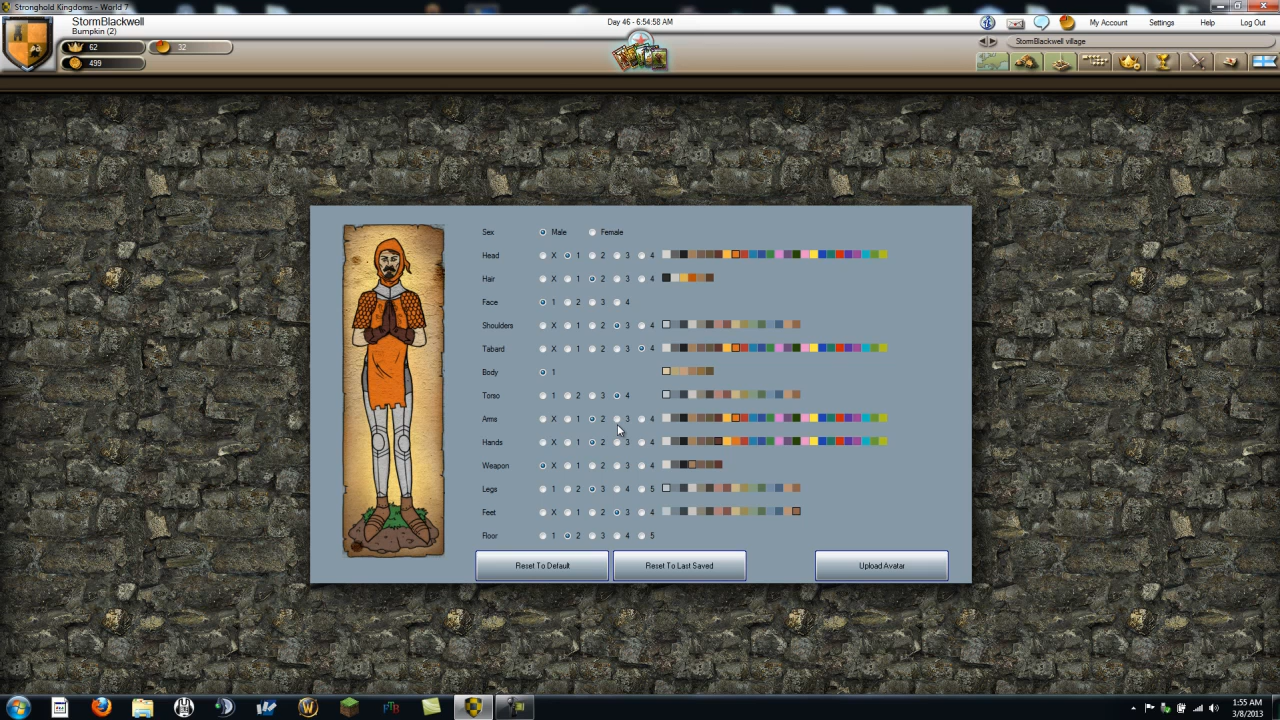 Stronghold Kingdoms - World 7
StormBlackwell
Bumpkin (2)
Day 46 - 6:54:58 AM
My Account Settings Help Log Out
62 32
499
StormBlackwell village
Sex Male Female
Head X 1 2 3 4
Hair X 1 2 3 4
Face 1 2 3 4
Shoulders X 1 2 3 4
Tabard X 1 2 3 4
Body 1
Torso 1 2 3 4
Arms X 1 2 3 4
Hands X 1 2 3 4
Weapon X 1 2 3 4
Legs 1 2 3 4 5
Feet X 1 2 3 4
Floor 1 2 3 4 5
Reset To Default Reset To Last Saved Upload Avatar
1:55 AM
3/8/2013